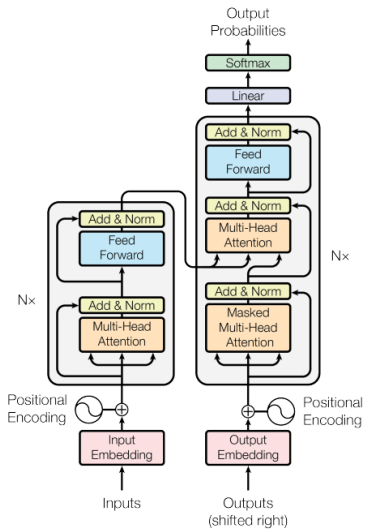 Output
Probabilities
Softmax
Linear
Add & Norm
Feed
Forward
Add & Norm
Multi-Head
Attention
Add & Norm
Masked
Multi-Head
Attention
N×
Add & Norm
Feed
Forward
Add & Norm
Multi-Head
Attention
N×
Positional
Encoding
Positional
Encoding
Input
Embedding
Output
Embedding
Inputs
Outputs
(shifted right)